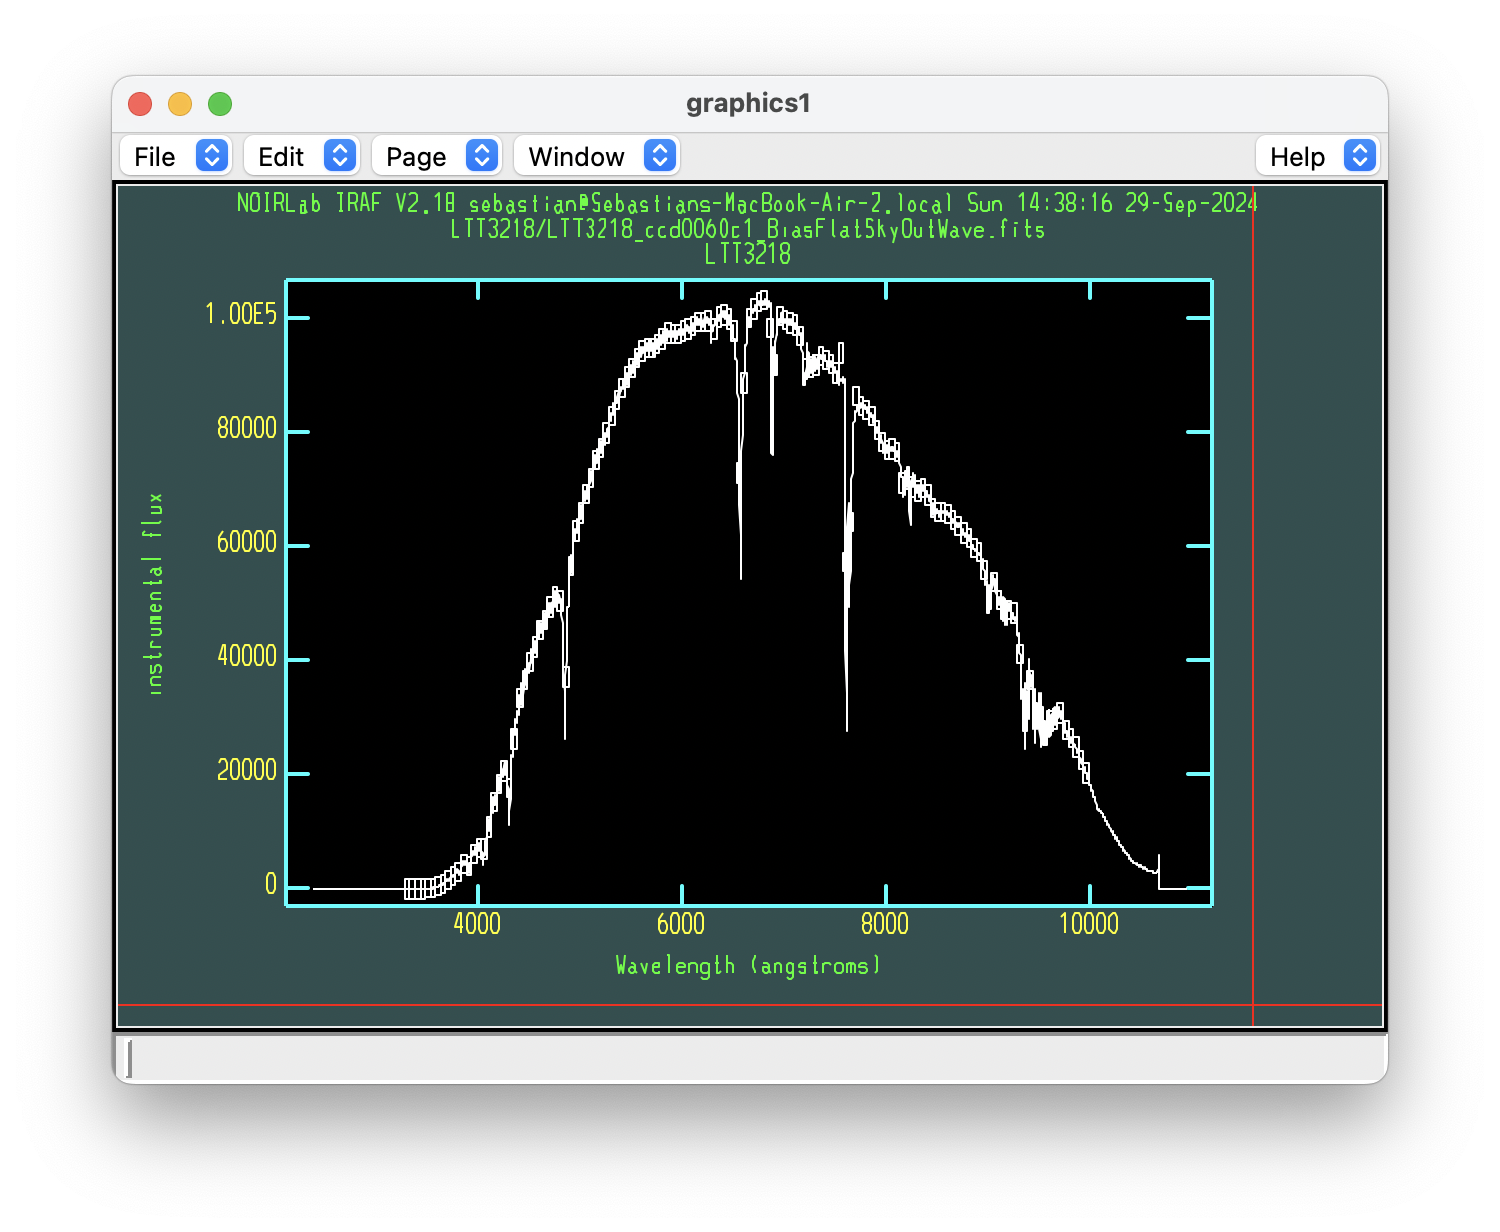 graphics1
File Edit Page Window Help
NOIRLab IRAF V2.18 sebastian@Sebastians-MacBook-Air-2.local Sun 14:38:16 29-Sep-2024
LTT3218/LTT3218_ccd0060c1_BiasFlatSkyOutWave.fits
LTT3218
1.00E5
80000
60000
40000
20000
0
instrumental flux
4000 6000 8000 10000
Wavelength (angstroms)